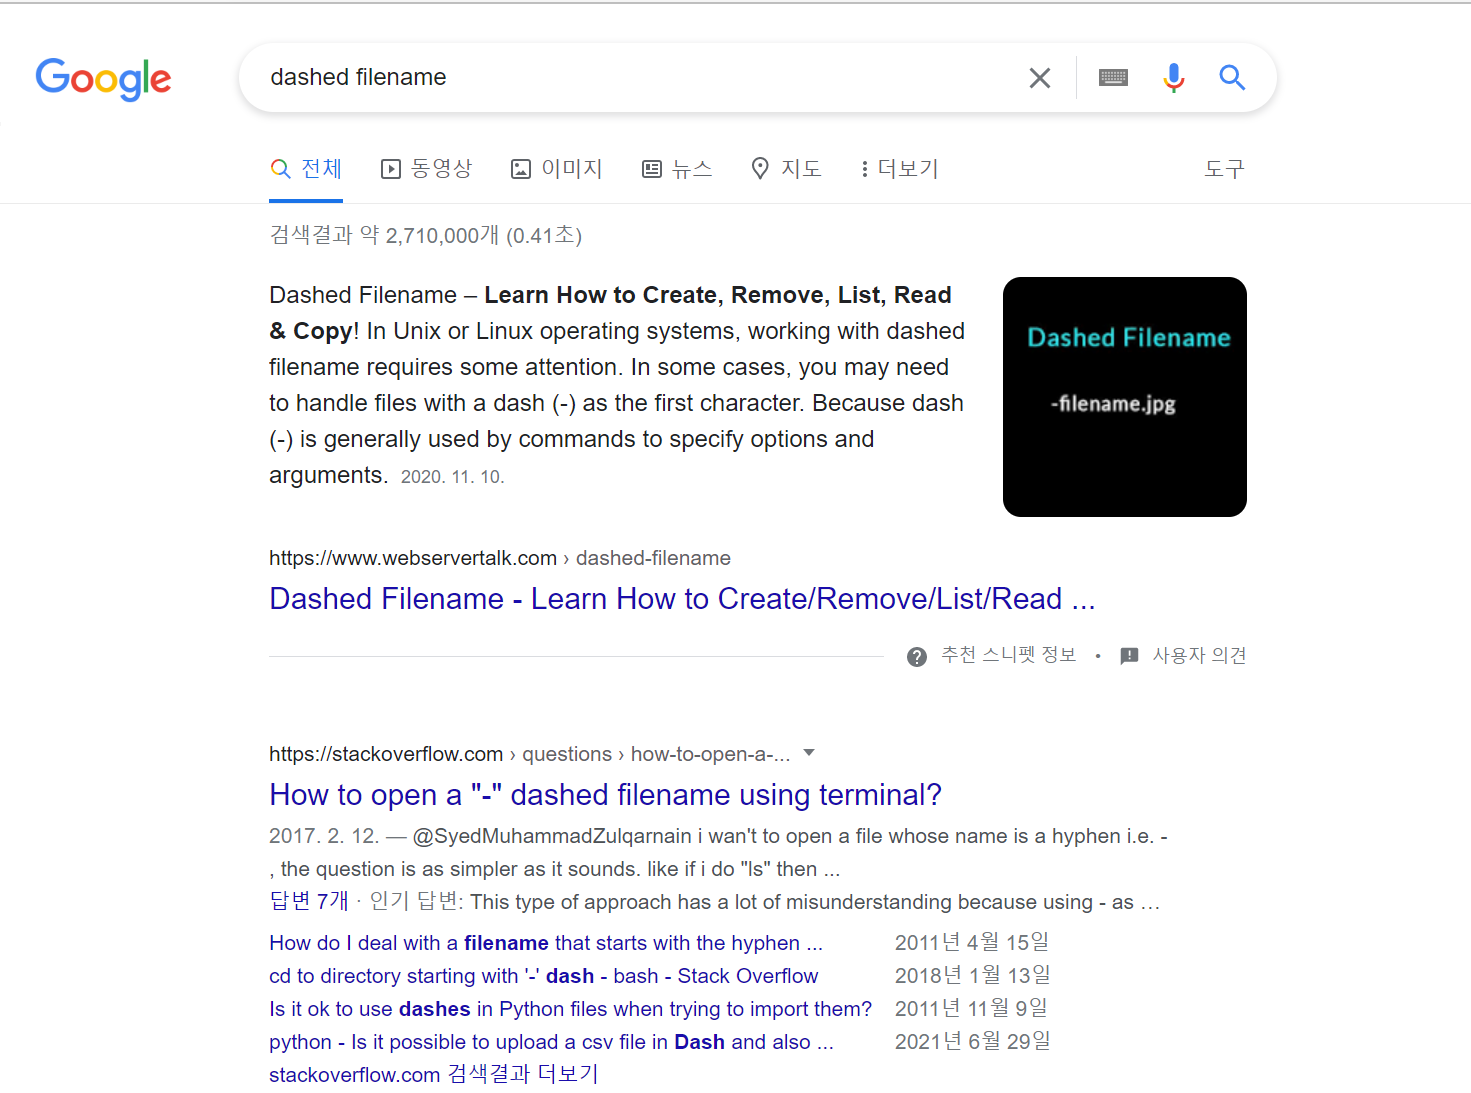 Google
dashed filename
전체 동영상 이미지 뉴스 지도 더보기 도구
검색결과 약 2,710,000개 (0.41초)
Dashed Filename – Learn How to Create, Remove, List, Read
& Copy! In Unix or Linux operating systems, working with dashed
filename requires some attention. In some cases, you may need
to handle files with a dash (-) as the first character. Because dash
(-) is generally used by commands to specify options and
arguments. 2020. 11. 10.
Dashed Filename
-filename.jpg
https://www.webservertalk.com › dashed-filename
Dashed Filename - Learn How to Create/Remove/List/Read ...
추천 스니펫 정보 • 사용자 의견
https://stackoverflow.com › questions › how-to-open-a-...
How to open a "-" dashed filename using terminal?
2017. 2. 12. — @SyedMuhammadZulqarnain i wan't to open a file whose name is a hyphen i.e. -
, the question is as simpler as it sounds. like if i do "ls" then ...
답변 7개 · 인기 답변: This type of approach has a lot of misunderstanding because using - as …
How do I deal with a filename that starts with the hyphen ... 2011년 4월 15일
cd to directory starting with '-' dash - bash - Stack Overflow 2018년 1월 13일
Is it ok to use dashes in Python files when trying to import them? 2011년 11월 9일
python - Is it possible to upload a csv file in Dash and also ... 2021년 6월 29일
stackoverflow.com 검색결과 더보기